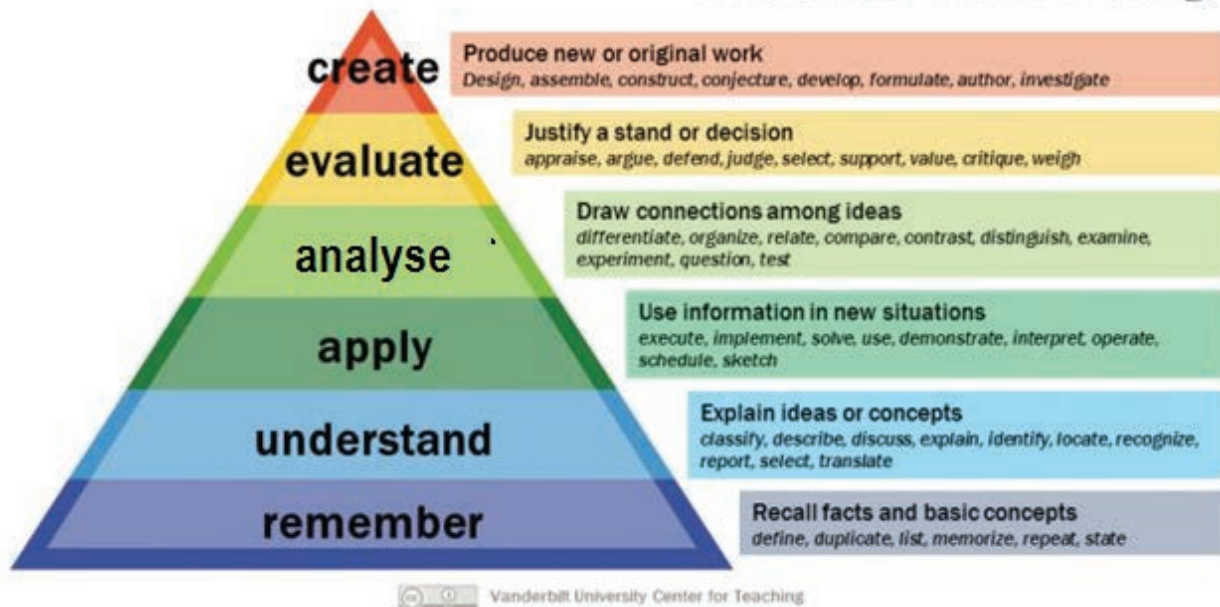 create
Produce new or original work
Design, assemble, construct, conjecture, develop, formulate, author, investigate
evaluate
Justify a stand or decision
appraise, argue, defend, judge, select, support, value, critique, weigh
analyse
Draw connections among ideas
differentiate, organize, relate, compare, contrast, distinguish, examine,
experiment, question, test
apply
Use information in new situations
execute, implement, solve, use, demonstrate, interpret, operate,
schedule, sketch
understand
Explain ideas or concepts
classify, describe, discuss, explain, identify, locate, recognize,
report, select, translate
remember
Recall facts and basic concepts
define, duplicate, list, memorize, repeat, state
Vanderbilt University Center for Teaching